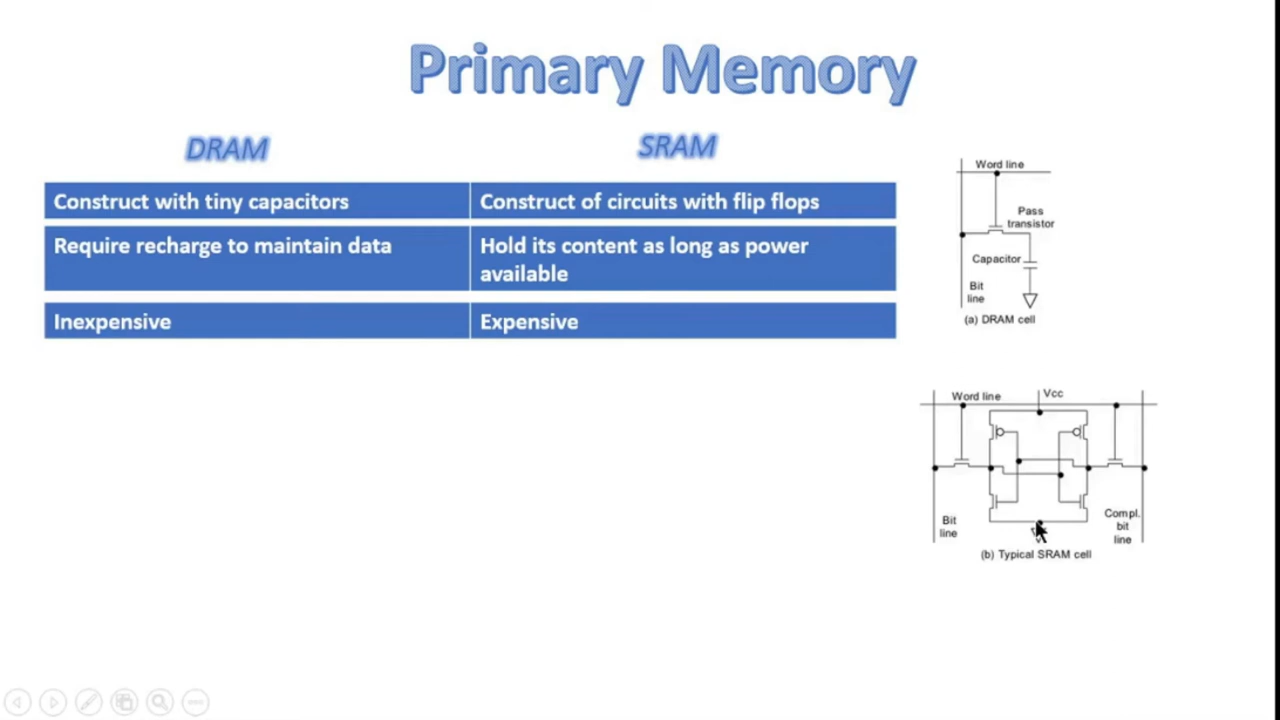 Primary Memory
DRAM
SRAM
Construct with tiny capacitors
Construct of circuits with flip flops
Require recharge to maintain data
Hold its content as long as power
available
Inexpensive
Expensive
Word line
Pass
transistor
Capacitor
Bit
line
(a) DRAM cell
Word line
Vcc
Bit
line
Compl.
bit
line
(b) Typical SRAM cell